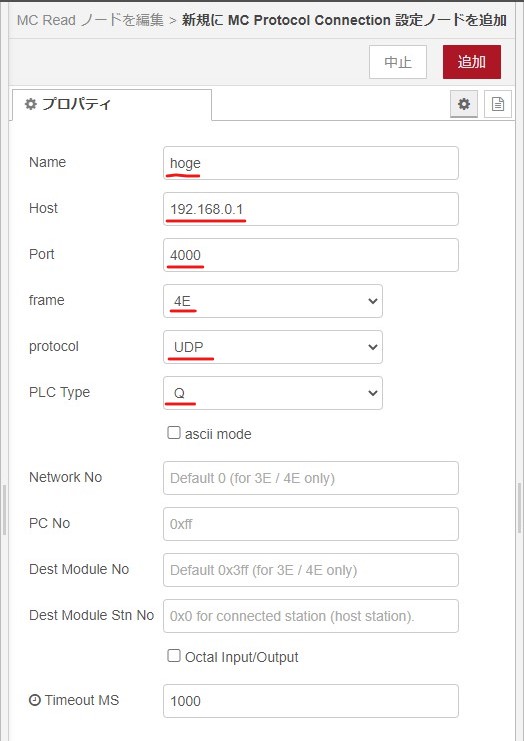 MC Read ノードを編集 > 新規に MC Protocol Connection 設定ノードを追加
中止 追加
プロパティ
Name hoge
Host 192.168.0.1
Port 4000
frame 4E
protocol UDP
PLC Type Q
ascii mode
Network No Default 0 (for 3E / 4E only)
PC No 0xff
Dest Module No Default 0x3ff (for 3E / 4E only)
Dest Module Stn No 0x0 for connected station (host station).
Octal Input/Output
Timeout MS 1000